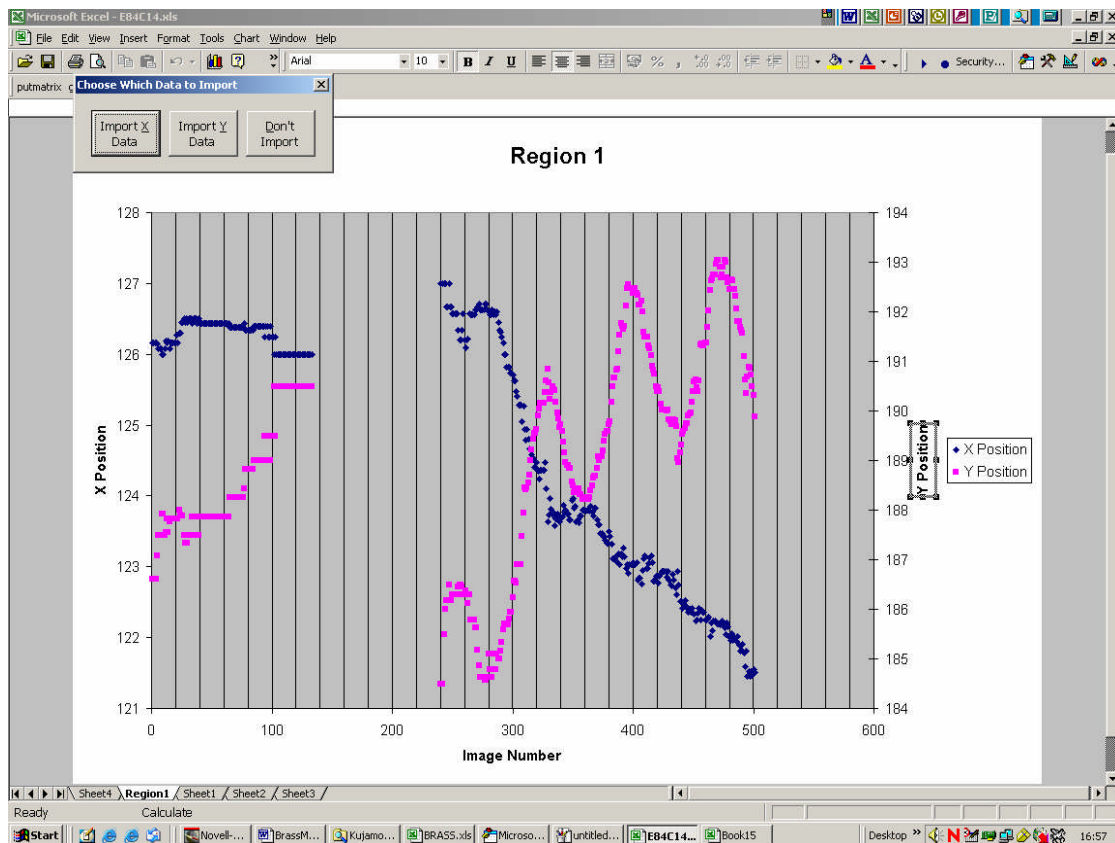 Microsoft Excel - E84C14.xls
File Edit View Insert Format Tools Chart Window Help
Arial 10 B I U % , Security...
putmatrix
Choose Which Data to Import
Import X Data
Import Y Data
Don't Import
Region 1
128
127
126
125
124
123
122
121
X Position
194
193
192
191
190
189
188
187
186
185
184
Y Position
X Position
Y Position
0 100 200 300 400 500 600
Image Number
Sheet4 Region1 Sheet1 Sheet2 Sheet3
Ready Calculate
Start Novell-... BrassM... Kujamo... BRASS.xls Microso... untitled... E84C14... Book15 Desktop » 16:57